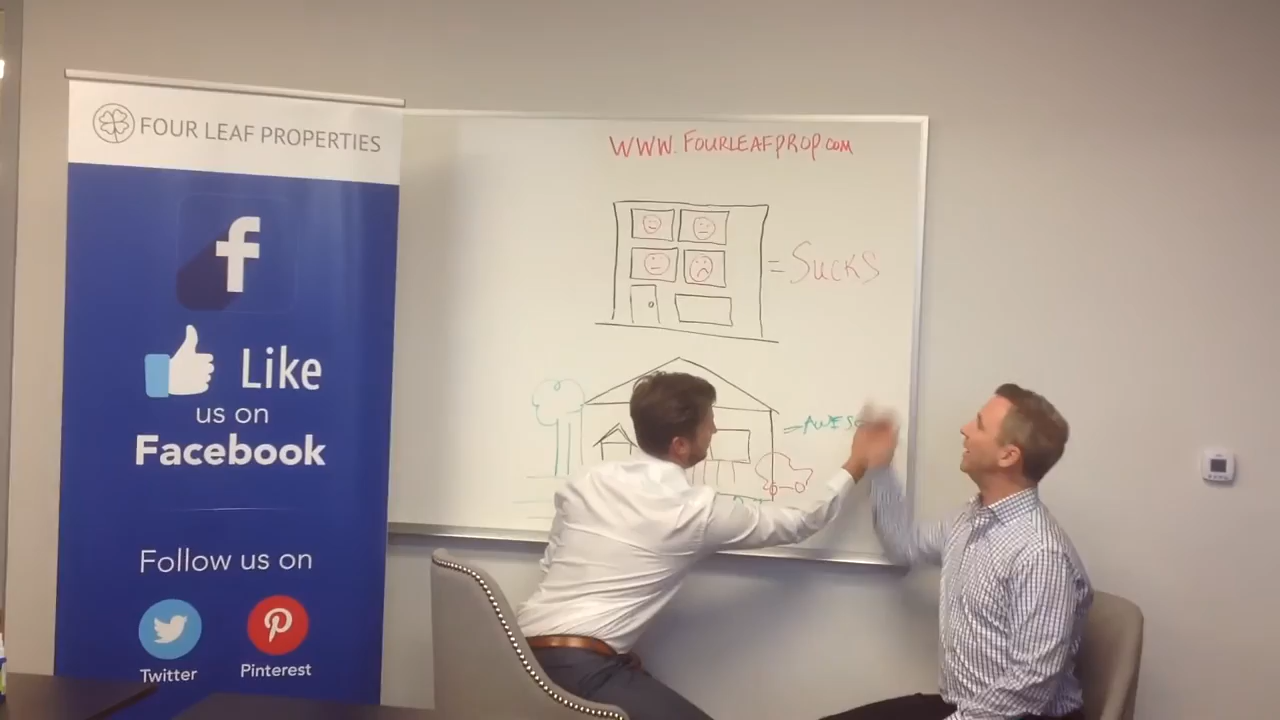 FOUR LEAF PROPERTIES
f
Like
us on
Facebook
Follow us on
Twitter
Pinterest
WWW.FOURLEAFPROP.COM
= SUCKS